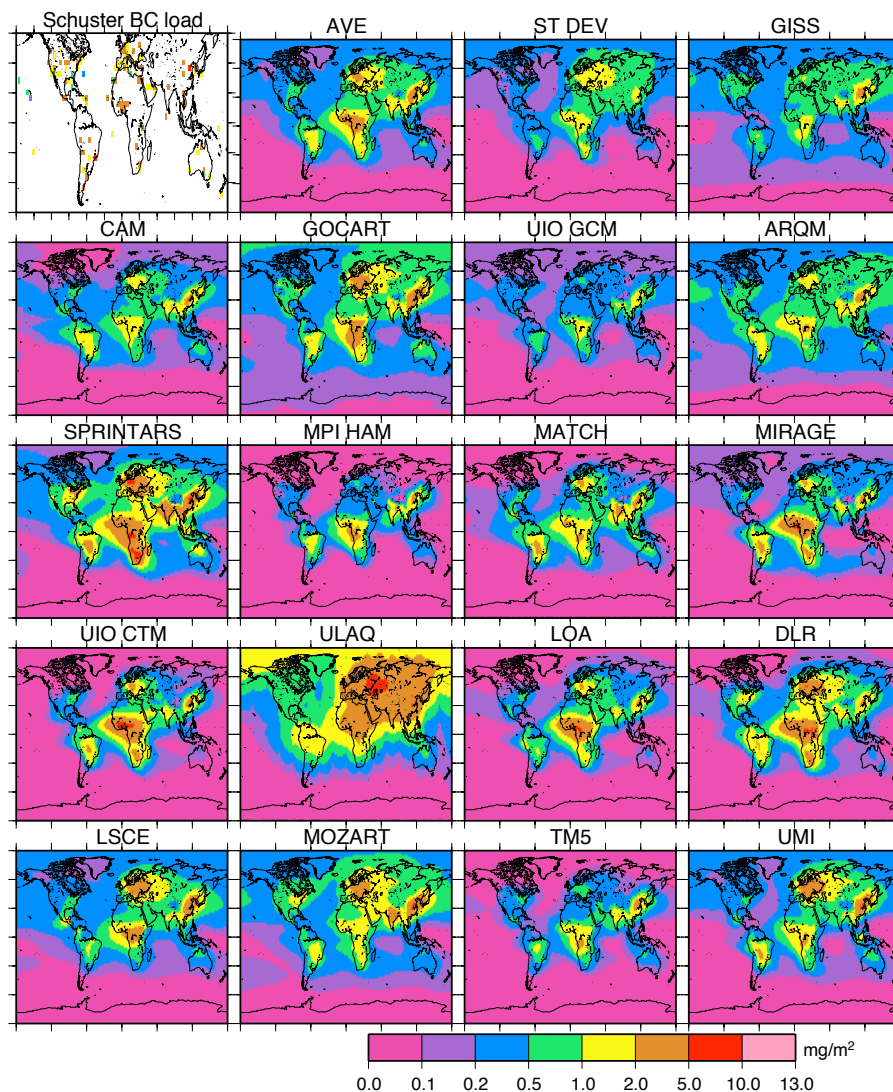 Schuster BC load AVE ST DEV GISS
CAM GOCART UIO GCM ARQM
SPRINTARS MPI HAM MATCH MIRAGE
UIO CTM ULAQ LOA DLR
LSCE MOZART TM5 UMI
mg/m²
0.0 0.1 0.2 0.5 1.0 2.0 5.0 10.0 13.0